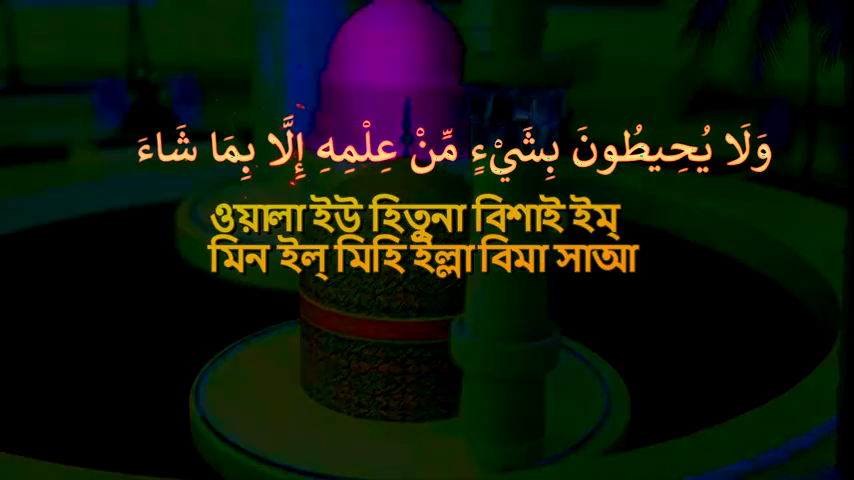 وَلَا يُحِيطُونَ بِشَيْءٍ مِّنْ عِلْمِهِ إِلَّا بِمَا شَاءَ
ওয়ালা ইউ হিতুনা বিশাই ইম্
মিন ইল্ মিহি ইল্লা বিমা সাআ